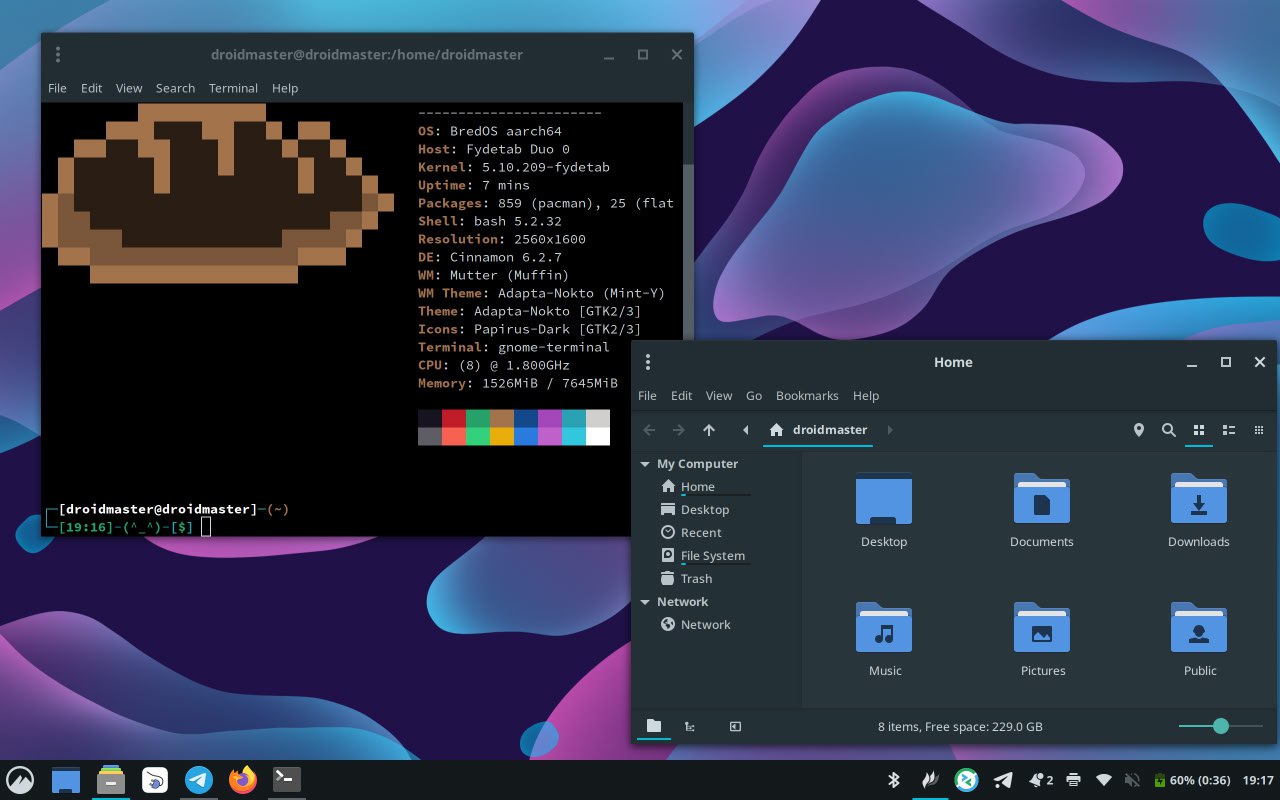 droidmaster@droidmaster:/home/droidmaster
File Edit View Search Terminal Help
-----------------------
OS: BredOS aarch64
Host: Fydetab Duo 0
Kernel: 5.10.209-fydetab
Uptime: 7 mins
Packages: 859 (pacman), 25 (flat
Shell: bash 5.2.32
Resolution: 2560x1600
DE: Cinnamon 6.2.7
WM: Mutter (Muffin)
WM Theme: Adapta-Nokto (Mint-Y)
Theme: Adapta-Nokto [GTK2/3]
Icons: Papirus-Dark [GTK2/3]
Terminal: gnome-terminal
CPU: (8) @ 1.800GHz
Memory: 1526MiB / 7645MiB
┌─[droidmaster@droidmaster]─(~)
└─[19:16]-(^_^)-[$]
Home
File Edit View Go Bookmarks Help
droidmaster
My Computer
Home
Desktop
Recent
File System
Trash
Network
Network
Desktop Documents Downloads
Music Pictures Public
8 items, Free space: 229.0 GB
2 60% (0:36) 19:17